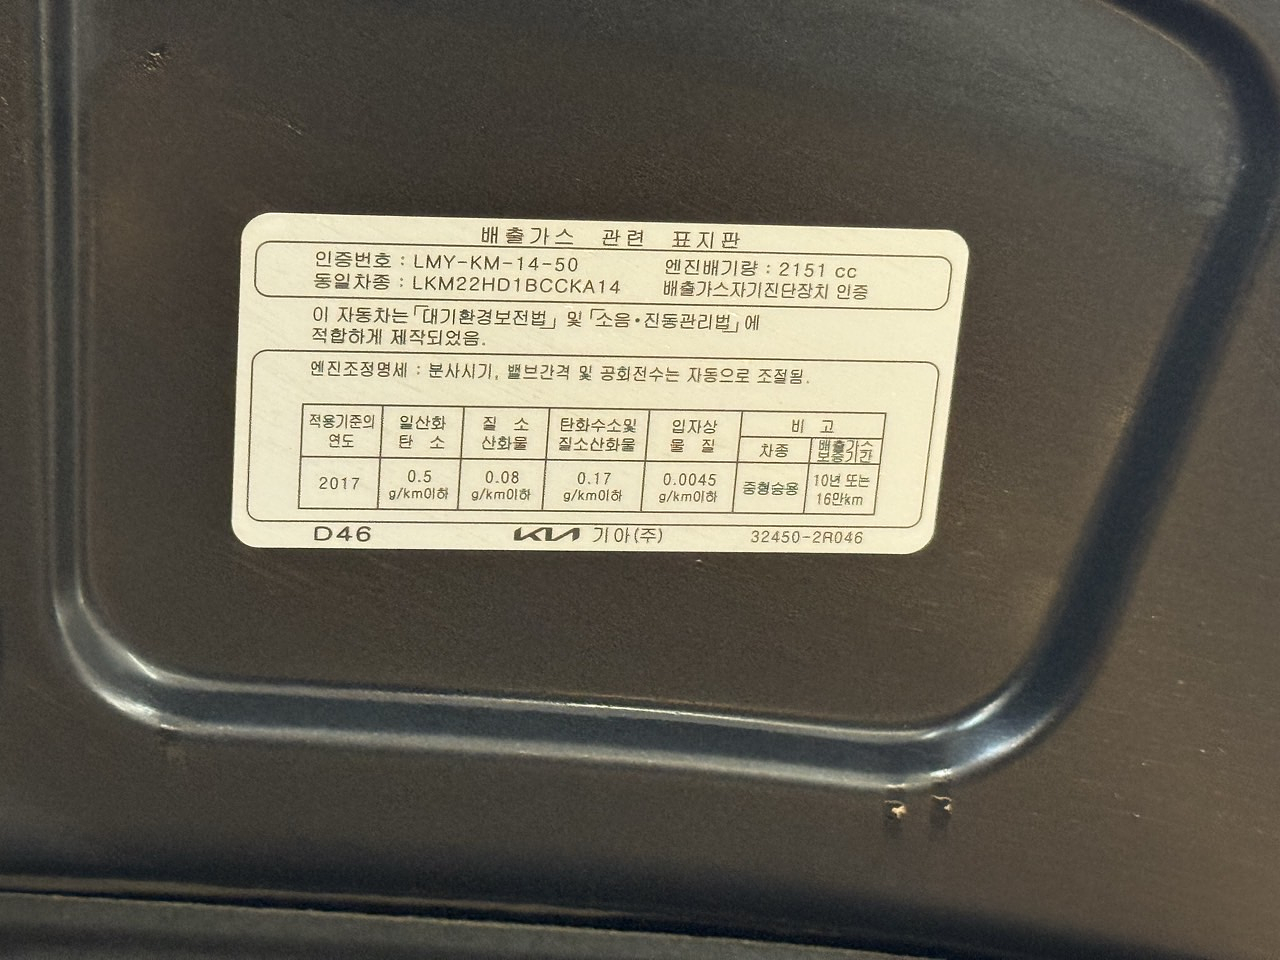 배출가스 관련 표지판
인증번호 : LMY-KM-14-50 엔진배기량 : 2151 cc
동일차종 : LKM22HD1BCCKA14 배출가스자기진단장치 인증
이 자동차는「대기환경보전법」및「소음·진동관리법」에
적합하게 제작되었음.
엔진조정명세 : 분사시기, 밸브간격 및 공회전수는 자동으로 조절됨.
적용기준의 일산화 질 소 탄화수소및 입자상 비 고
연도 탄 소 산화물 질소산화물 물 질 차종 배출가스
보증기간
2017 0.5 0.08 0.17 0.0045 중형승용 10년 또는
g/km이하 g/km이하 g/km이하 g/km이하 16만km
D46 KIA 기아(주) 32450-2R046